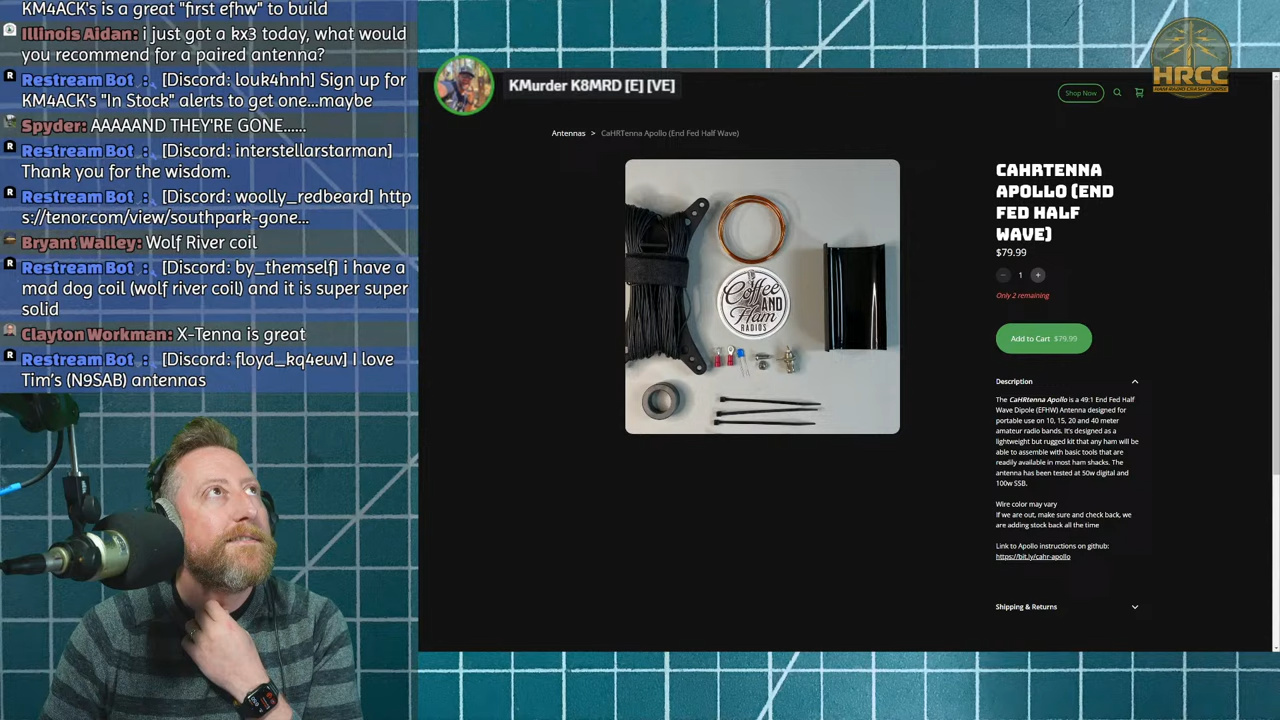 KM4ACK's is a great "first efhw" to build
Illinois Aidan: i just got a kx3 today, what would
you recommend for a paired antenna?
Restream Bot : [Discord: louk4hnh] Sign up for
KM4ACK's "In Stock" alerts to get one...maybe
Spyder: AAAAAND THEY'RE GONE......
Restream Bot : [Discord: interstellarstarman]
Thank you for the wisdom.
Restream Bot : [Discord: woolly_redbeard] http
s://tenor.com/view/southpark-gone...
Bryant Walley: Wolf River coil
Restream Bot : [Discord: by_themself] i have a
mad dog coil (wolf river coil) and it is super super
solid
Clayton Workman: X-Tenna is great
Restream Bot : [Discord: floyd_kq4euv] I love
Tim's (N9SAB) antennas
KMurder K8MRD [E] [VE]
Shop Now
HRCC
HAM RADIO CRASH COURSE
Antennas > CaHRTenna Apollo (End Fed Half Wave)
Coffee
AND
Ham
RADIOS
CAHRTENNA
APOLLO (END
FED HALF
WAVE)
$79.99
− 1 +
Only 2 remaining
Add to Cart $79.99
Description
The CaHRtenna Apollo is a 49:1 End Fed Half
Wave Dipole (EFHW) Antenna designed for
portable use on 10, 15, 20 and 40 meter
amateur radio bands. It's designed as a
lightweight but rugged kit that any ham will be
able to assemble with basic tools that are
readily available in most ham shacks. The
antenna has been tested at 50w digital and
100w SSB.
Wire color may vary
If we are out, make sure and check back, we
are adding stock back all the time
Link to Apollo instructions on github:
https://bit.ly/cahr-apollo
Shipping & Returns